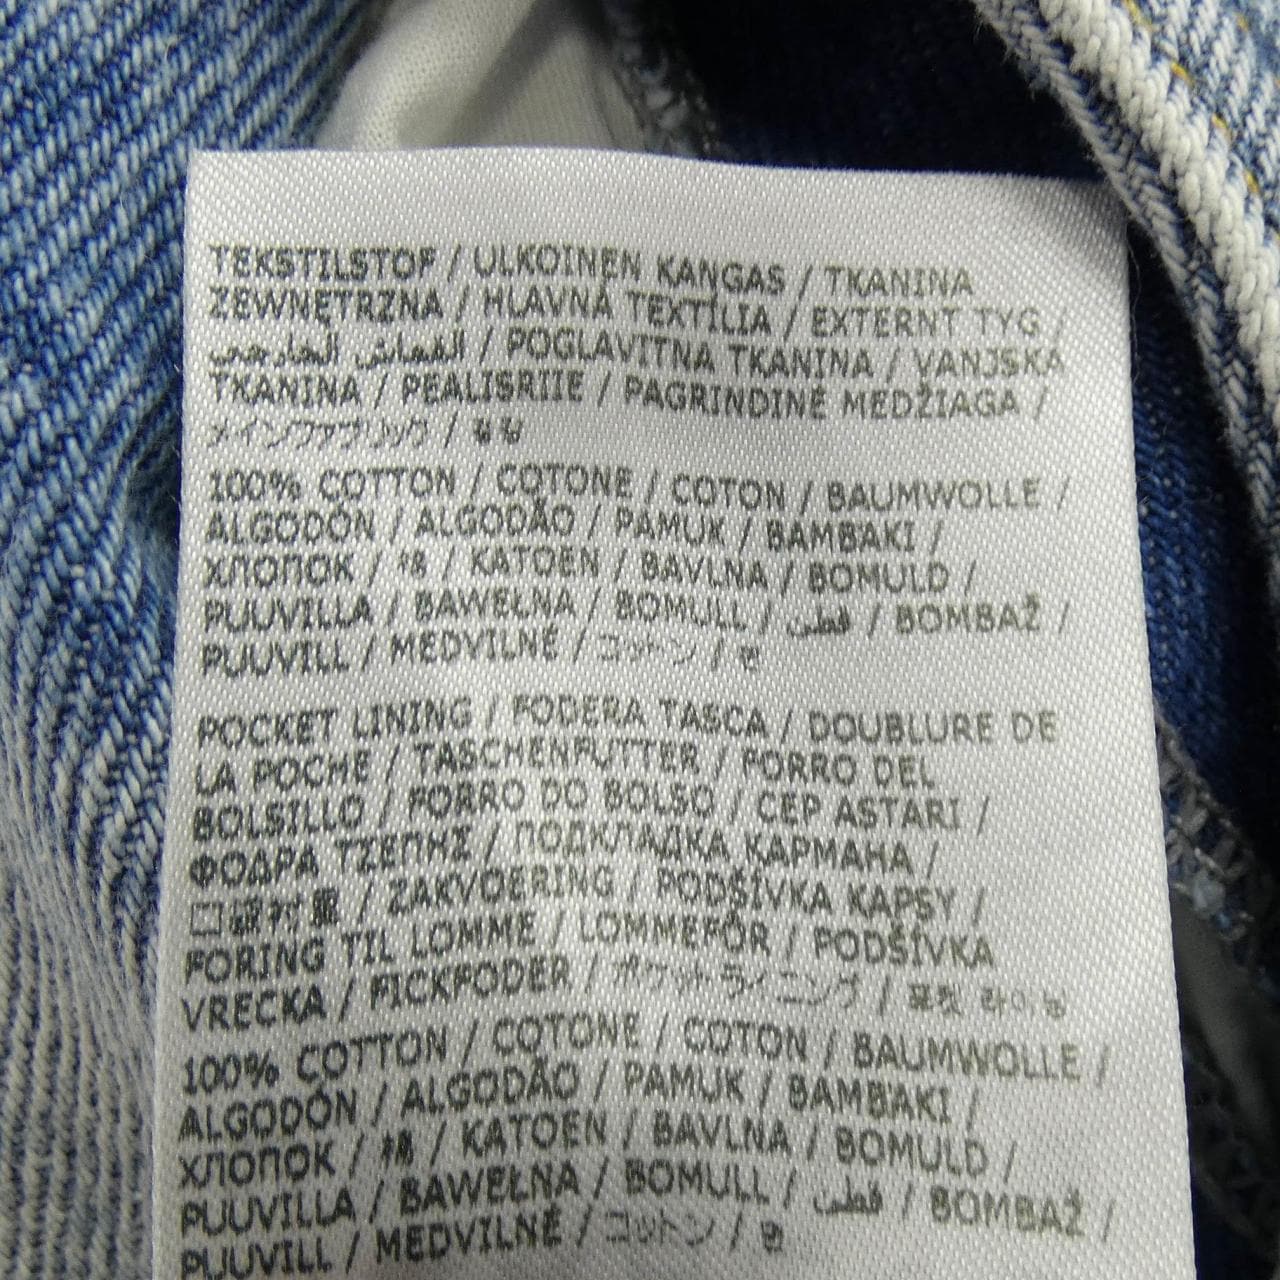 TEKSTILSTOF / ULKOINEN KANGAS / TKANINA
ZEWNĘTRZNA / HLAVNÁ TEXTÍLIA / EXTERNT TYG /
القماش الخارجي / POGLAVITNA TKANINA / VANJSKA
TKANINA / PEALISRIIE / PAGRINDINĖ MEDŽIAGA /
メインファブリック /
100% COTTON / COTONE / COTON / BAUMWOLLE /
ALGODÓN / ALGODÃO / PAMUK / BAMBAKI /
ХЛОПОК / 棉 / KATOEN / BAVLNA / BOMULD /
PUUVILLA / BAWEŁNA / BOMULL / قطن / BOMBAŽ /
PUUVILL / MEDVILNĖ / コットン / 면
POCKET LINING / FODERA TASCA / DOUBLURE DE
LA POCHE / TASCHENFUTTER / FORRO DEL
BOLSILLO / FORRO DO BOLSO / CEP ASTARI /
ΦΟΔΡΑ ΤΣΕΠΗΣ / ПОДКЛАДКА КАРМАНА /
口袋衬里 / ZAKVOERING / PODŠÍVKA KAPSY /
FORING TIL LOMME / LOMMEFÔR / PODŠÍVKA
VRECKA / FICKFODER / ポケットライニング / 포켓 라이닝
100% COTTON / COTONE / COTON / BAUMWOLLE /
ALGODÓN / ALGODÃO / PAMUK / BAMBAKI /
ХЛОПОК / 棉 / KATOEN / BAVLNA / BOMULD /
PUUVILLA / BAWEŁNA / BOMULL / قطن / BOMBAŽ /
PUUVILL / MEDVILNĖ / コットン / 면